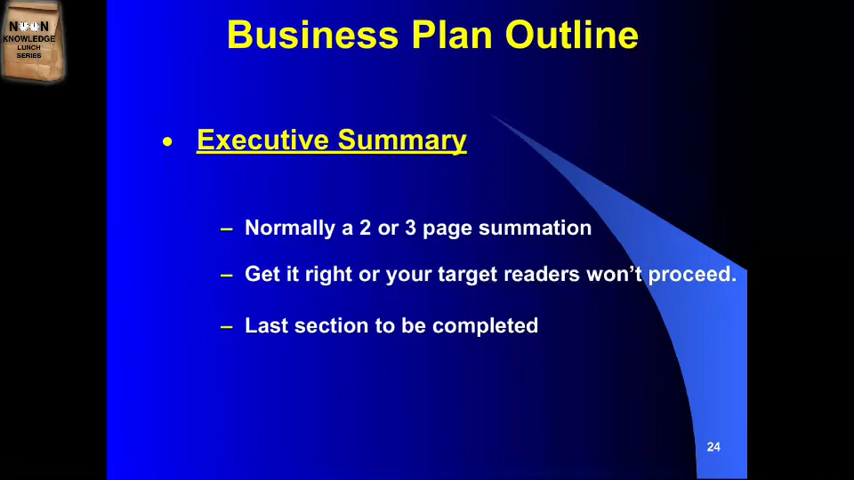 NOON
KNOWLEDGE
LUNCH
SERIES
Business Plan Outline
• Executive Summary
– Normally a 2 or 3 page summation
– Get it right or your target readers won’t proceed.
– Last section to be completed
24